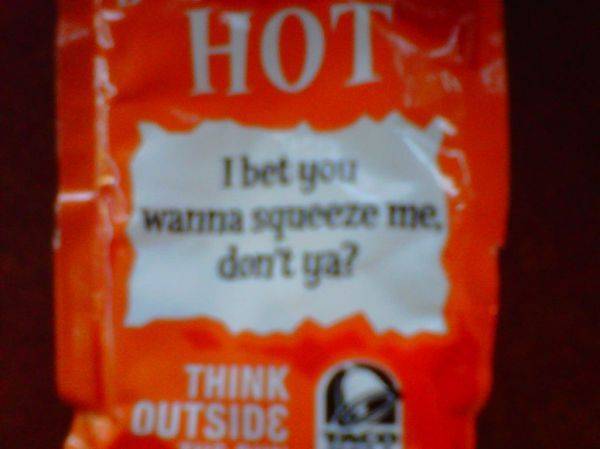 HOT
I bet you
wanna squeeze me,
don't ya?
THINK
OUTSIDE
TACO